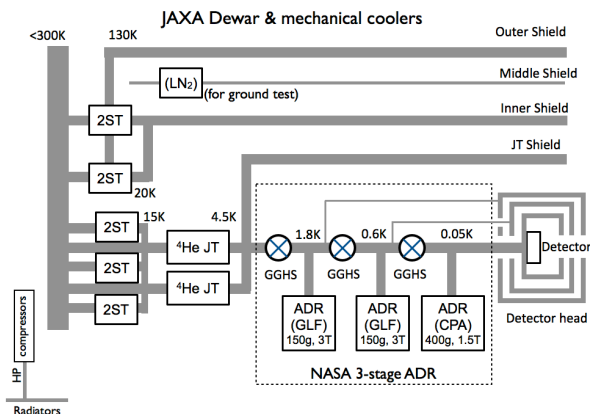 JAXA Dewar & mechanical coolers
<300K
130K
Outer Shield
Middle Shield
(LN₂)
(for ground test)
Inner Shield
2ST
JT Shield
2ST
20K
15K
4.5K
2ST
⁴He JT
1.8K
0.6K
0.05K
Detector
2ST
GGHS
GGHS
GGHS
⁴He JT
2ST
ADR
(GLF)
150g, 3T
ADR
(GLF)
150g, 3T
ADR
(CPA)
400g, 1.5T
Detector head
compressors
HP
NASA 3-stage ADR
Radiators